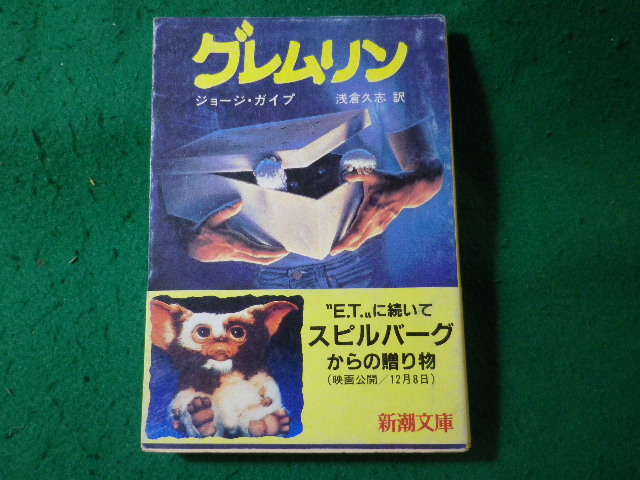 グレムリン
ジョージ・ガイプ 浅倉久志 訳
〝E.T.〟に続いて
スピルバーグ
からの贈り物
(映画公開/12月8日)
新潮文庫